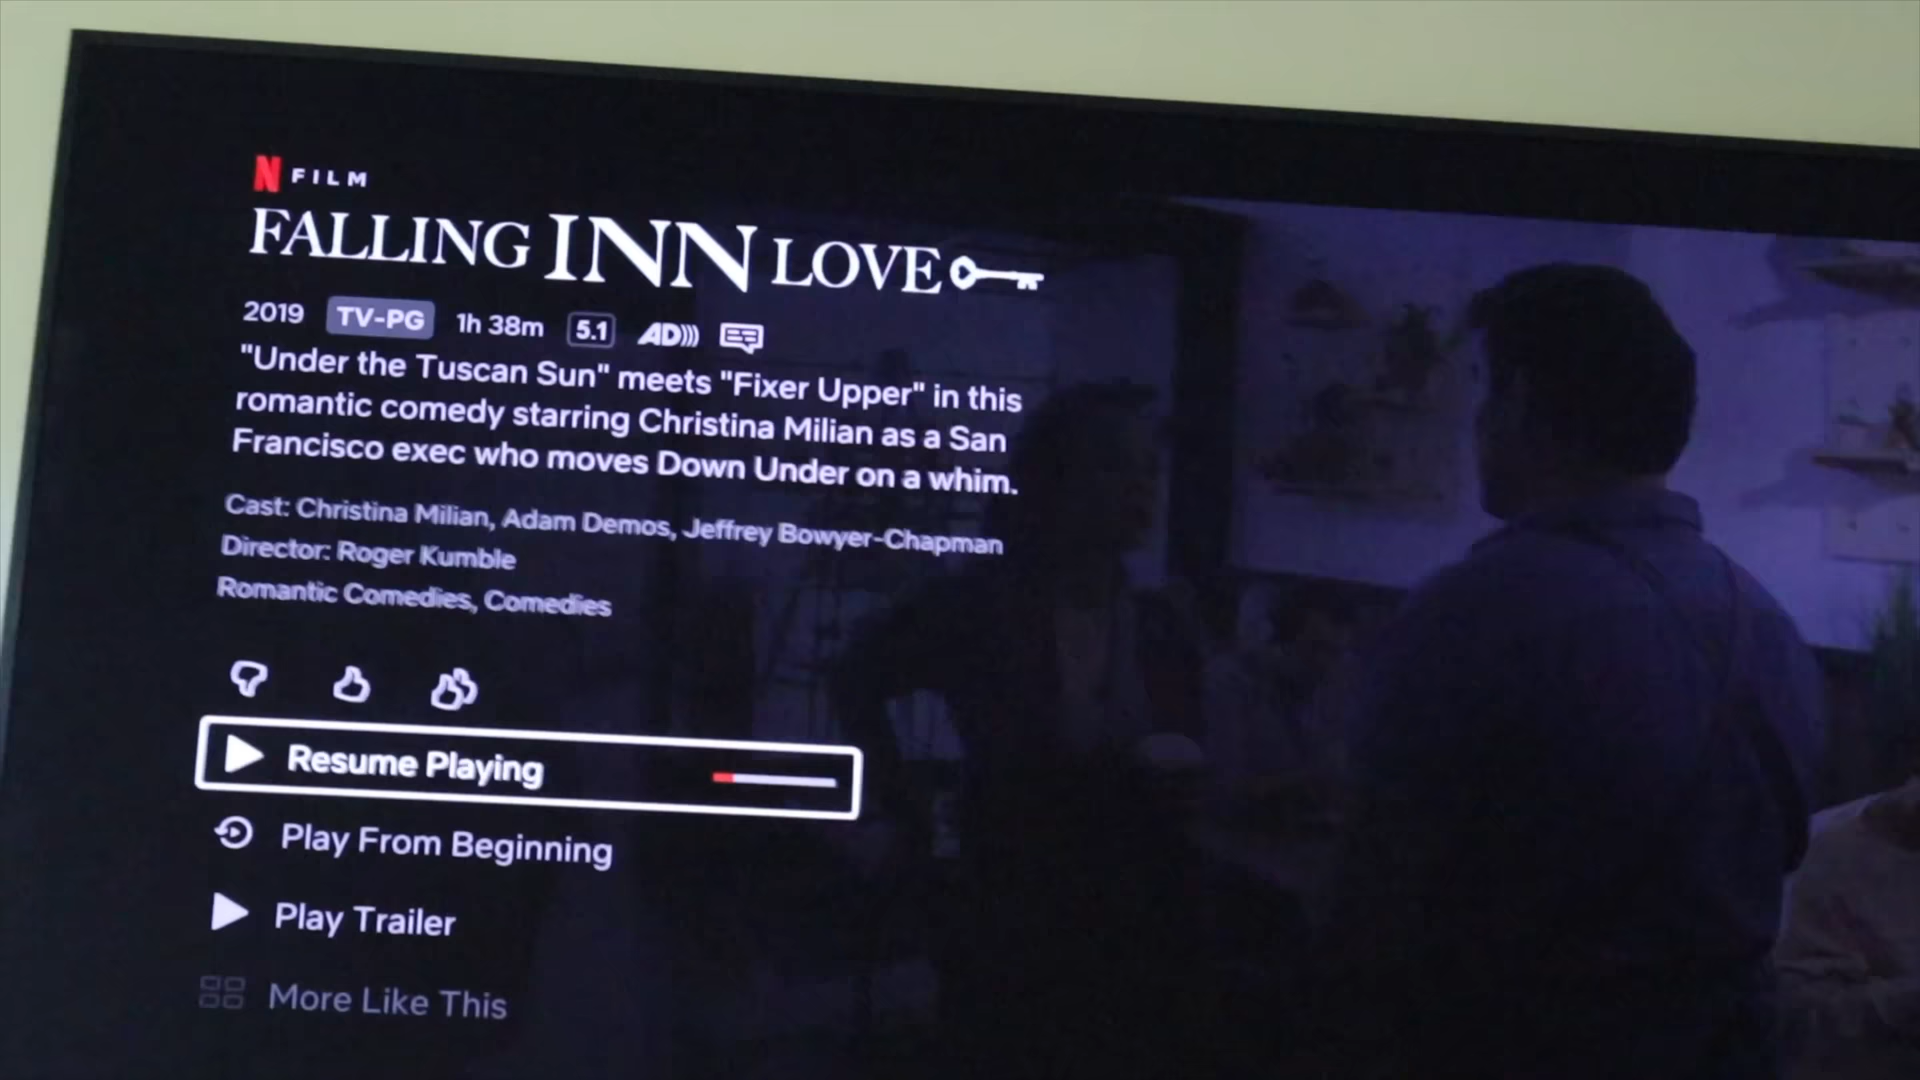 N FILM
FALLING INN LOVE
2019 TV-PG 1h 38m 5.1 AD)))
"Under the Tuscan Sun" meets "Fixer Upper" in this
romantic comedy starring Christina Milian as a San
Francisco exec who moves Down Under on a whim.
Cast: Christina Milian, Adam Demos, Jeffrey Bowyer-Chapman
Director: Roger Kumble
Romantic Comedies, Comedies
Resume Playing
Play From Beginning
Play Trailer
More Like This